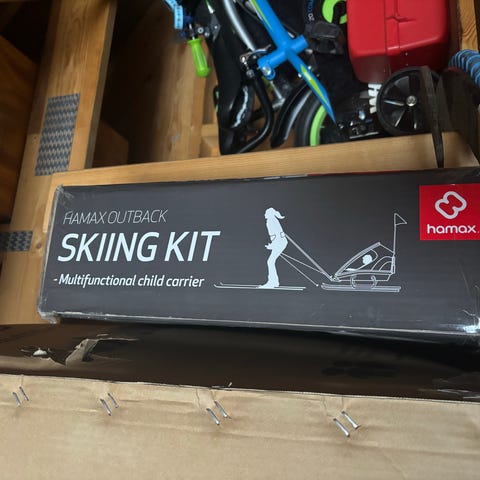 HAMAX OUTBACK
SKIING KIT
- Multifunctional child carrier
hamax.